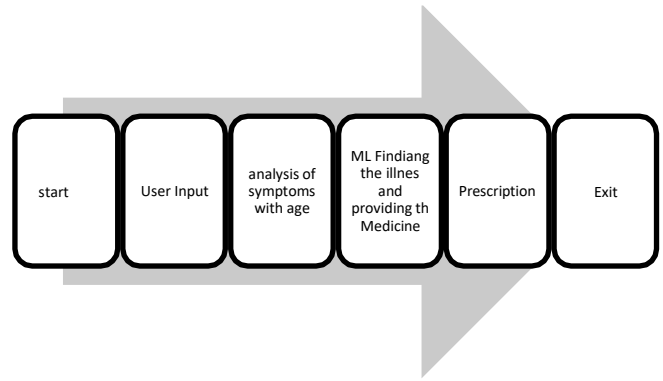 start
User Input
analysis of
symptoms
with age
ML Findiang
the illnes
and
providing th
Medicine
Prescription
Exit